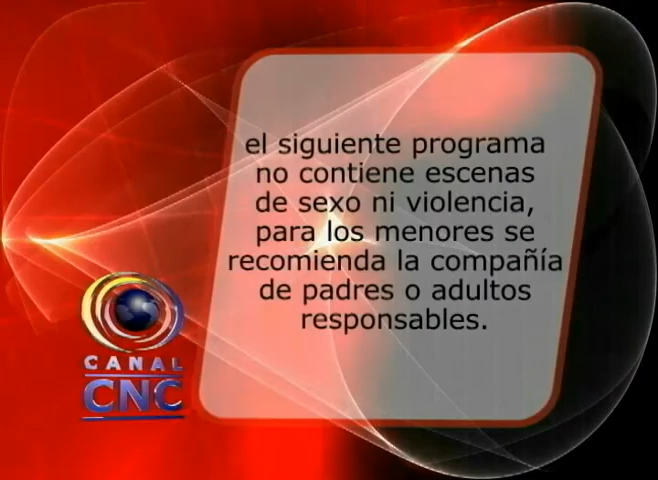 el siguiente programa
no contiene escenas
de sexo ni violencia,
para los menores se
recomienda la compañía
de padres o adultos
responsables.
CANAL
CNC